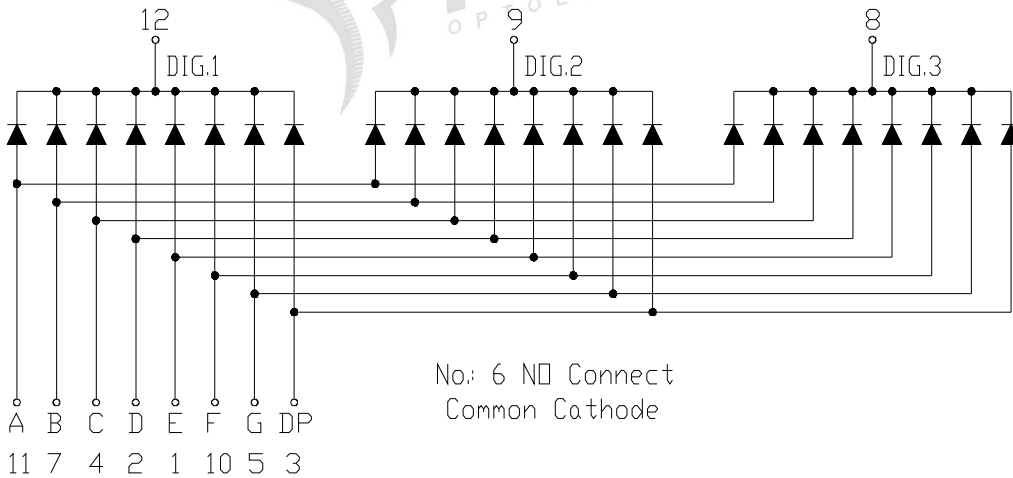 12 9 8
DIG.1 DIG.2 DIG.3
OPTOEL
No.: 6 NO Connect
Common Cathode
A B C D E F G DP
11 7 4 2 1 10 5 3